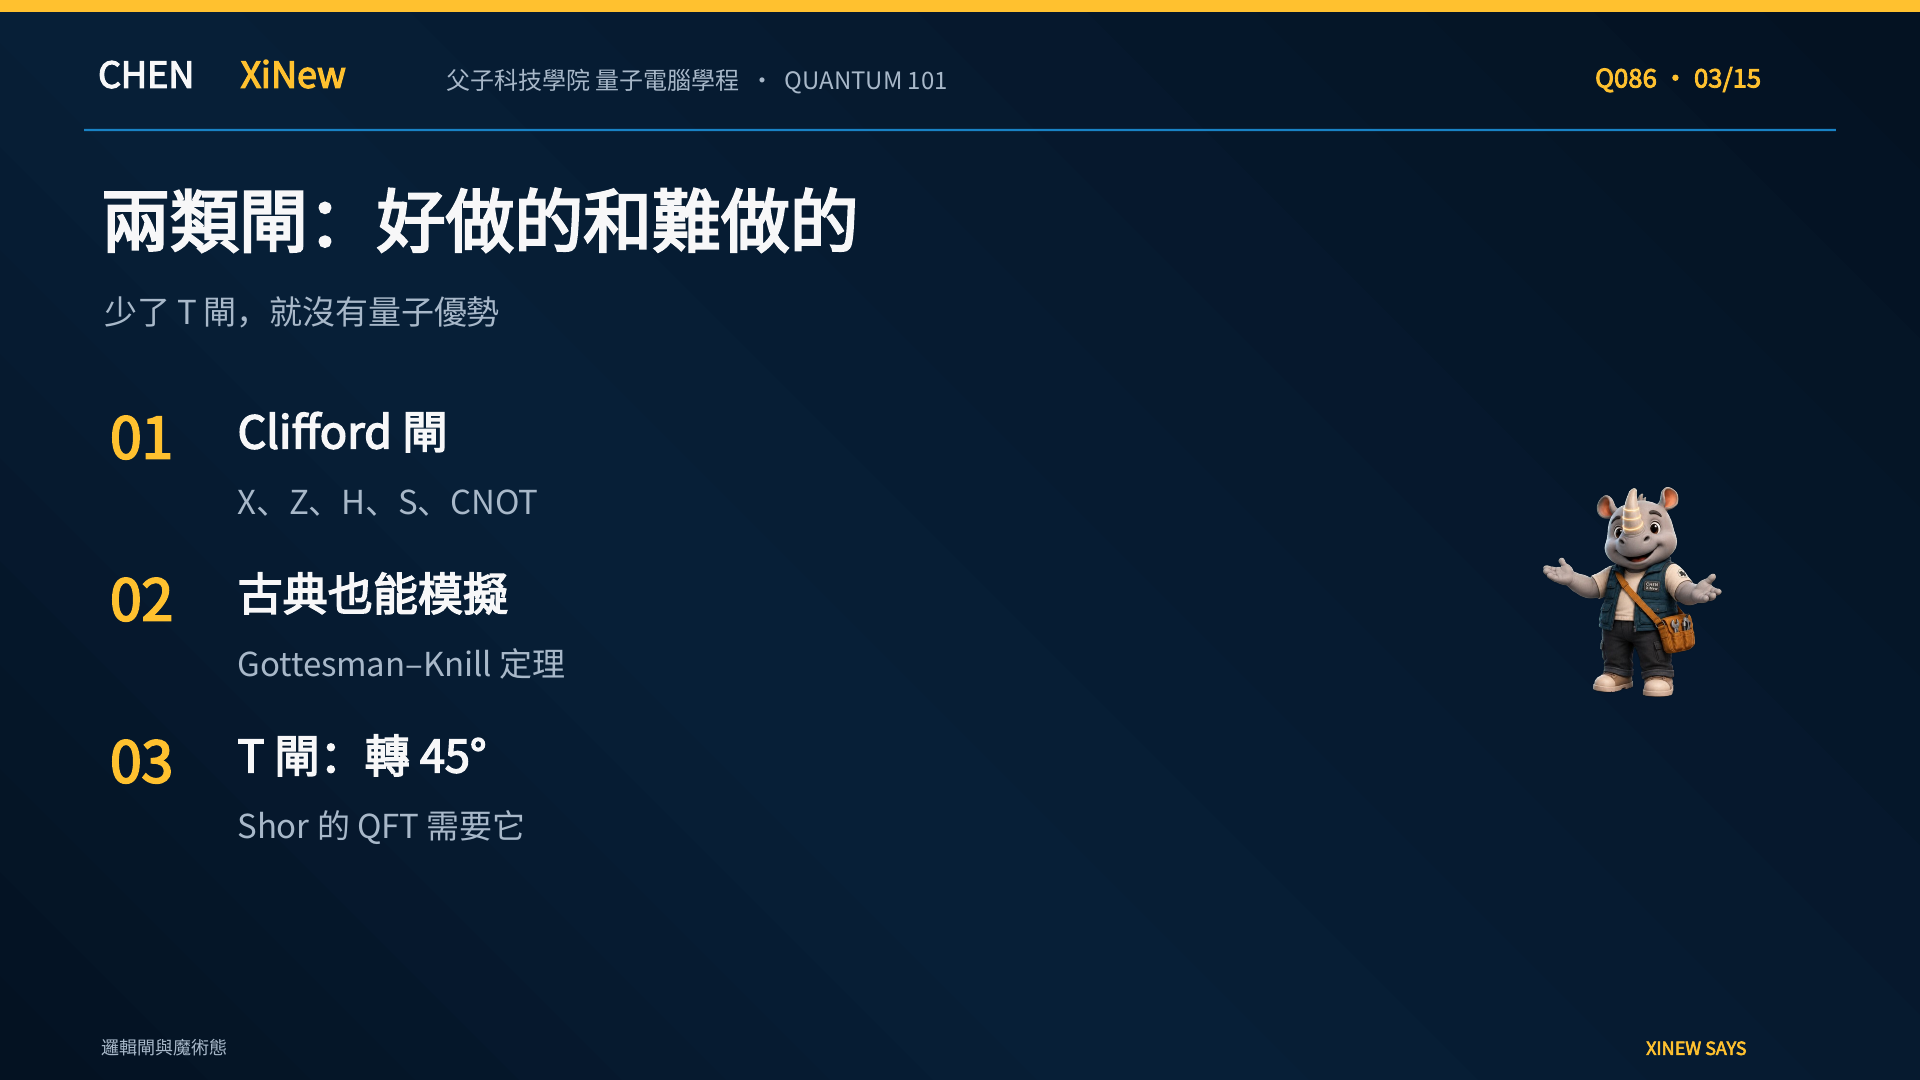 CHEN XiNew 父子科技學院 量子電腦學程 • QUANTUM 101 Q086 • 03/15
兩類閘：好做的和難做的
少了 T 閘，就沒有量子優勢
01 Clifford 閘
X、Z、H、S、CNOT
02 古典也能模擬
Gottesman–Knill 定理
03 T 閘：轉 45°
Shor 的 QFT 需要它
邏輯閘與魔術態 XINEW SAYS